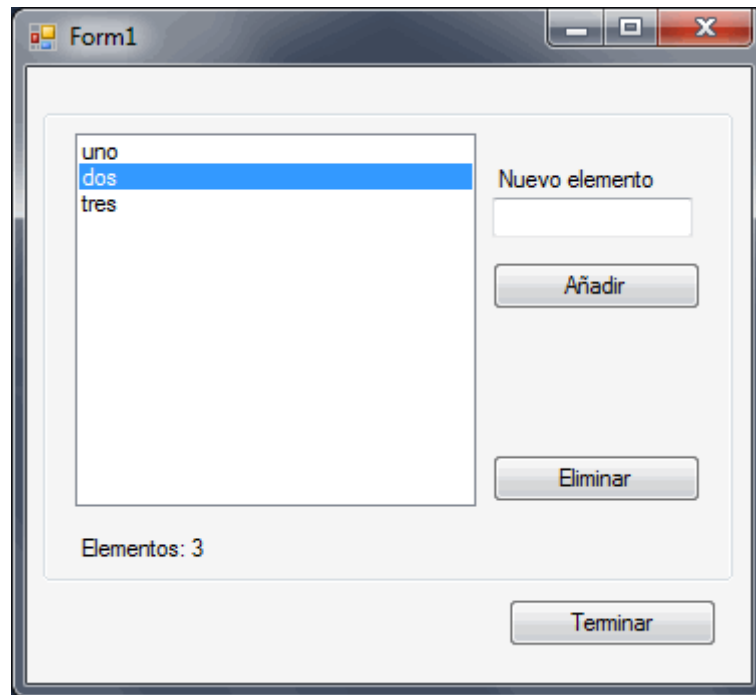 Form1
uno
dos
tres
Nuevo elemento
Añadir
Eliminar
Elementos: 3
Terminar